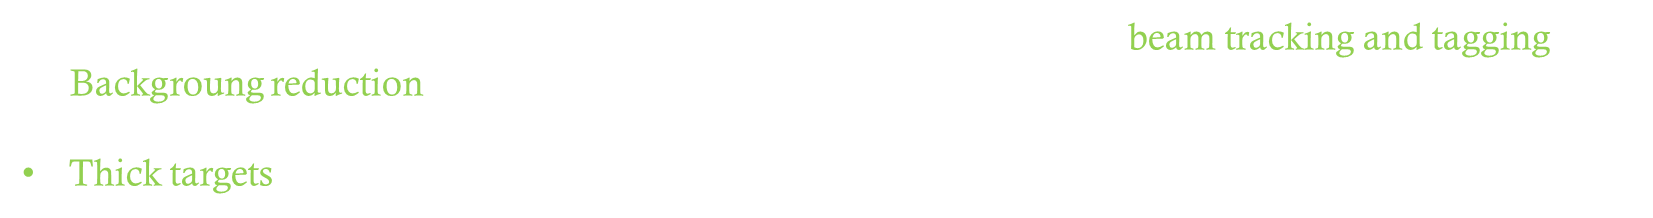 beam tracking and tagging
Backgroung reduction
• Thick targets